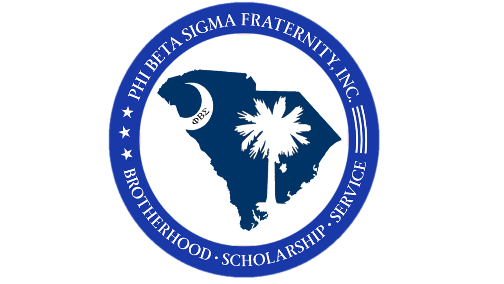 PHI BETA SIGMA FRATERNITY, INC.
ΦΒΣ
BROTHERHOOD · SCHOLARSHIP · SERVICE